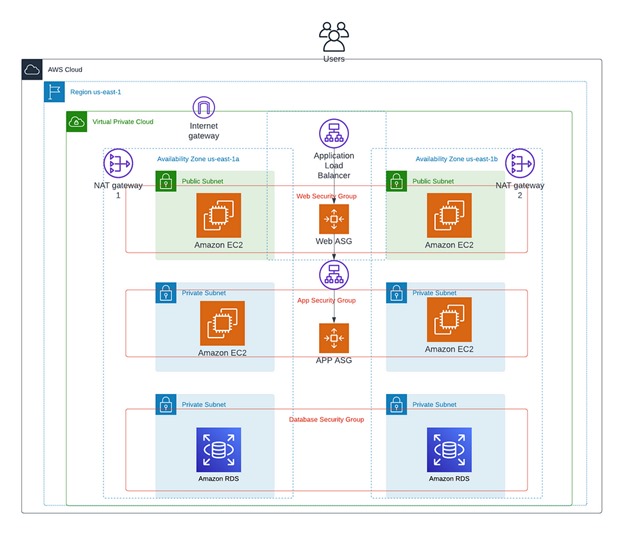 Users
AWS Cloud
Region us-east-1
Virtual Private Cloud
Internet
gateway
Application
Load
Balancer
Availability Zone us-east-1a
Availability Zone us-east-1b
NAT gateway
1
NAT gateway
2
Public Subnet
Public Subnet
Web Security Group
Amazon EC2
Web ASG
Amazon EC2
Private Subnet
Private Subnet
App Security Group
Amazon EC2
APP ASG
Amazon EC2
Private Subnet
Private Subnet
Database Security Group
Amazon RDS
Amazon RDS